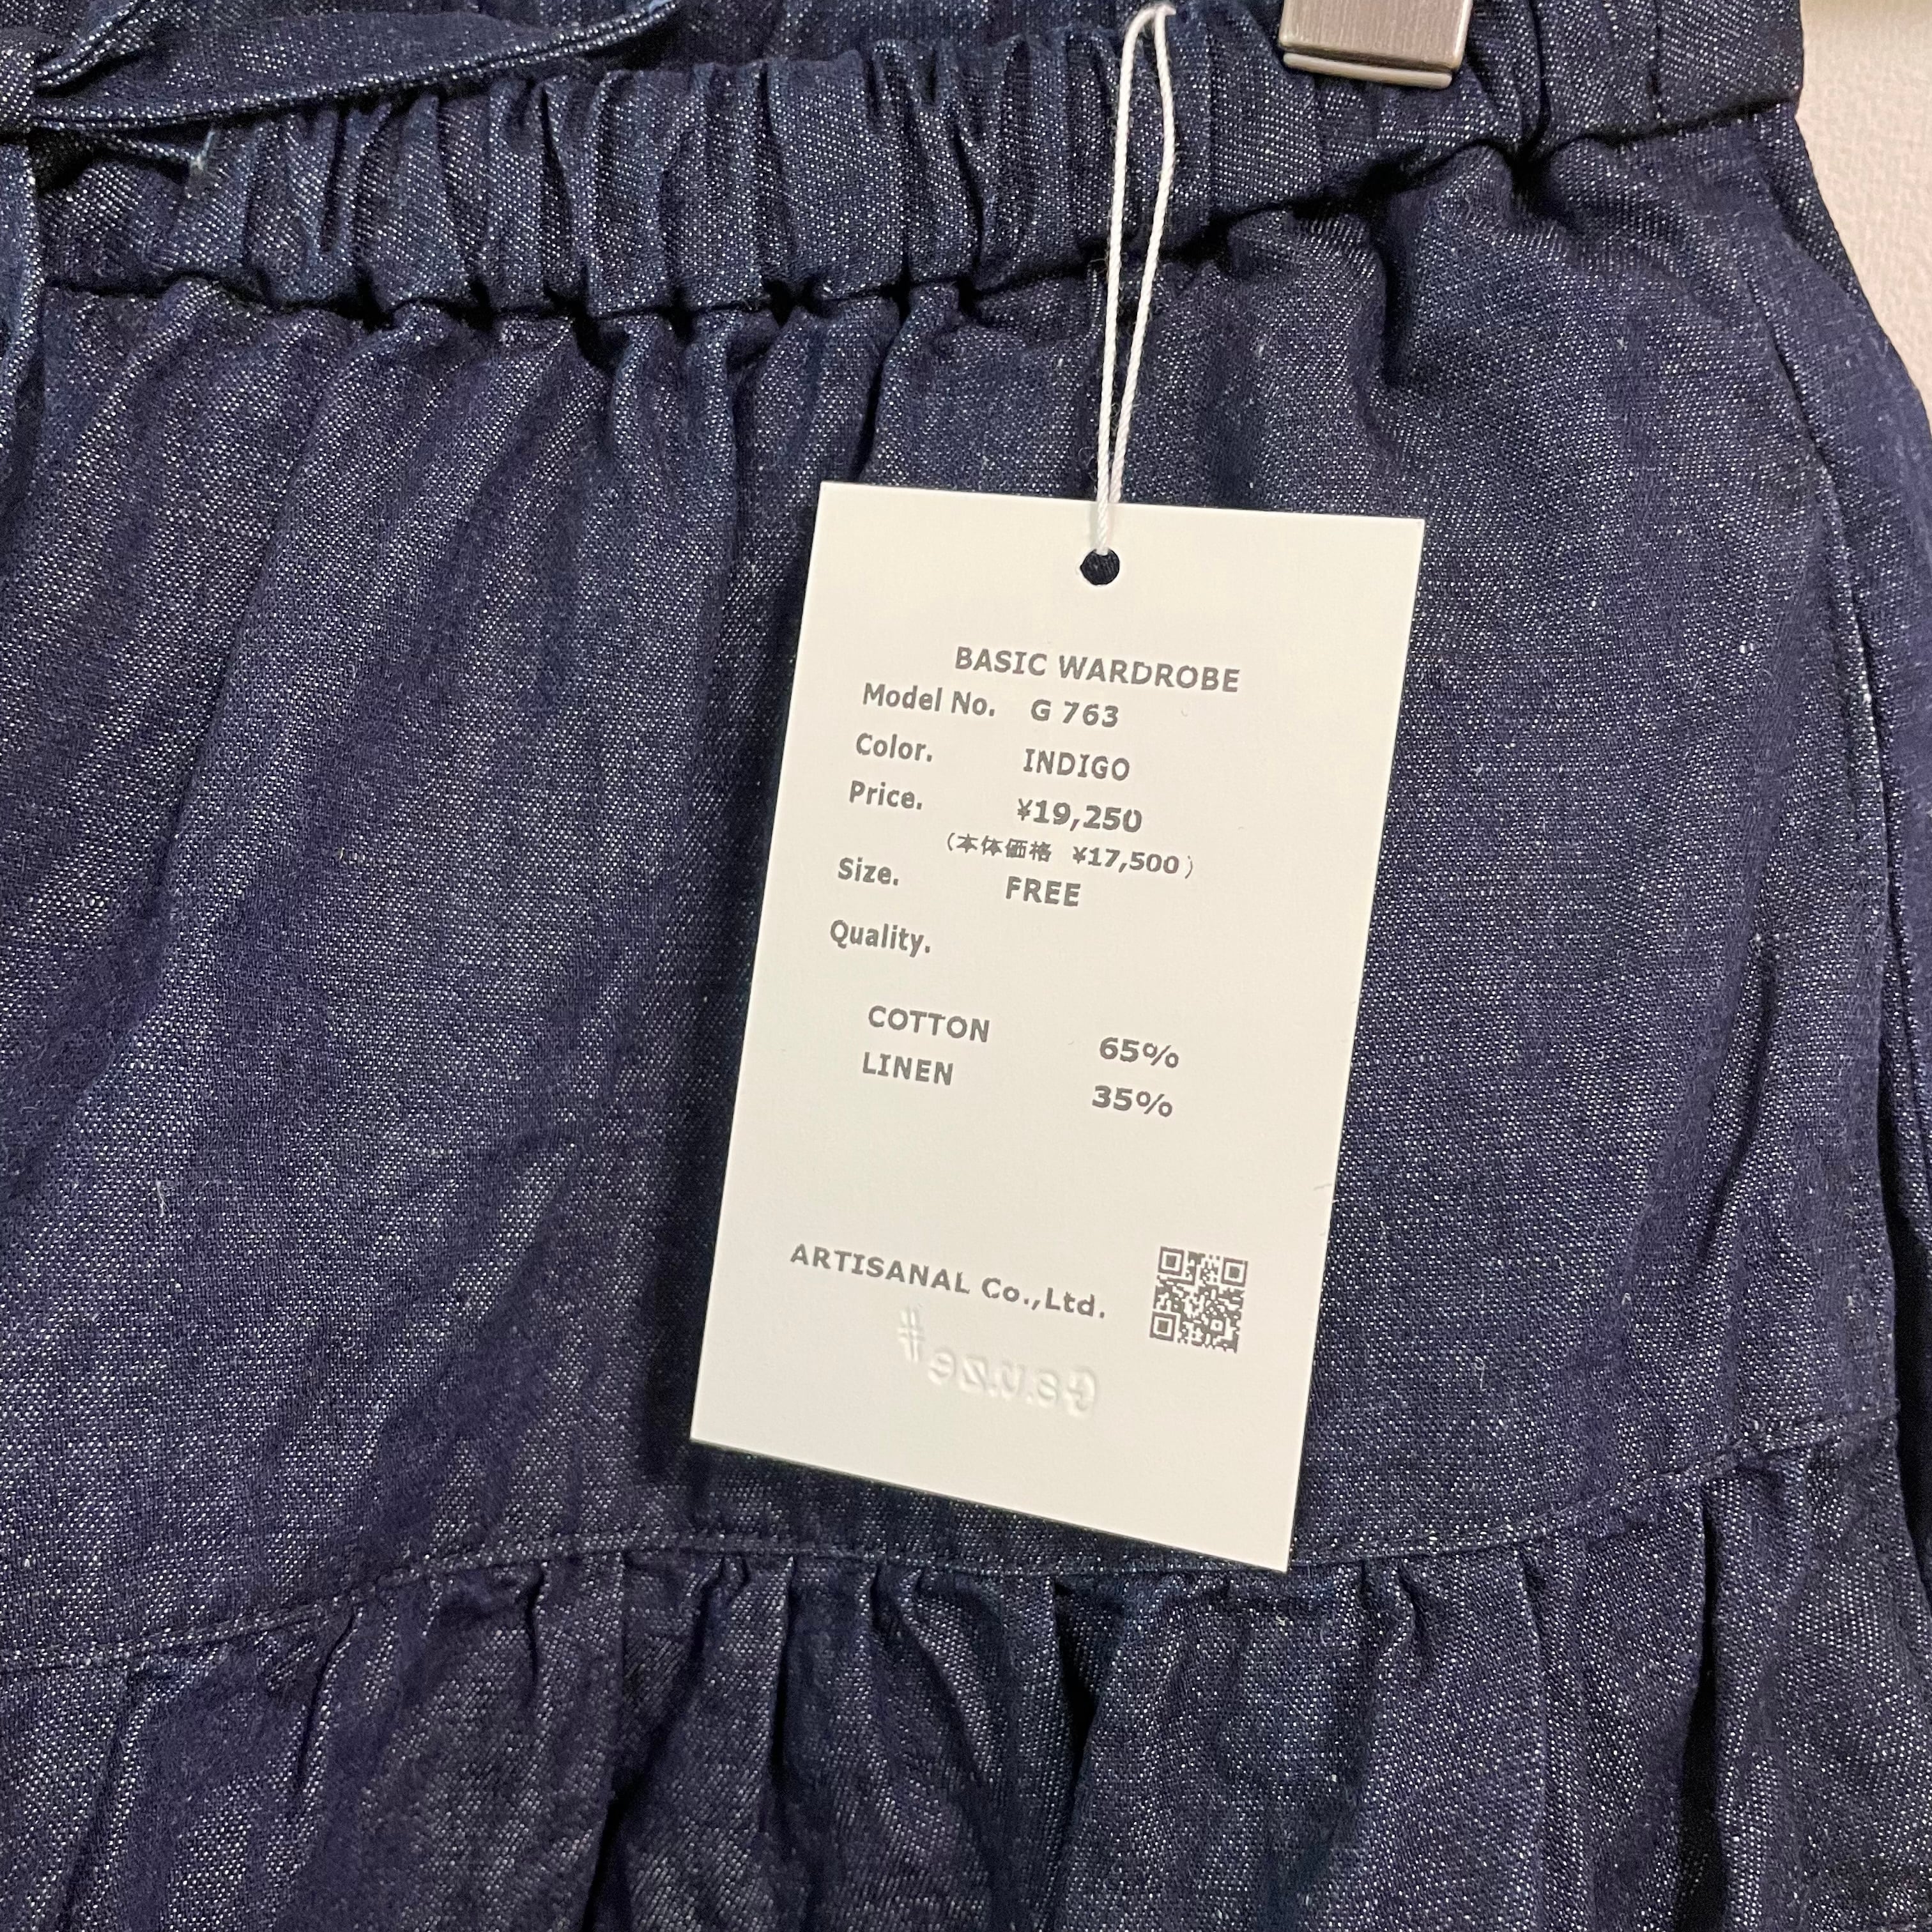 BASIC WARDROBE
Model No. G 763
Color. INDIGO
Price. ¥19,250
（本体価格 ¥17,500）
Size. FREE
Quality.
COTTON 65%
LINEN 35%
ARTISANAL Co.,Ltd.
Gauze#